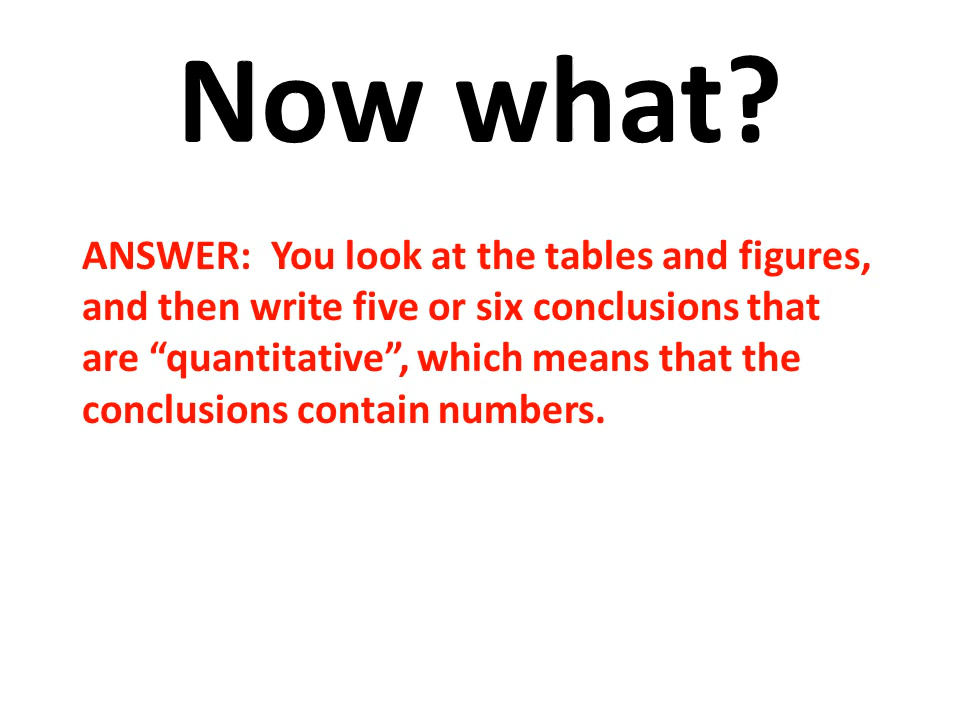 Now what?
ANSWER:  You look at the tables and figures,
and then write five or six conclusions that
are “quantitative”, which means that the
conclusions contain numbers.